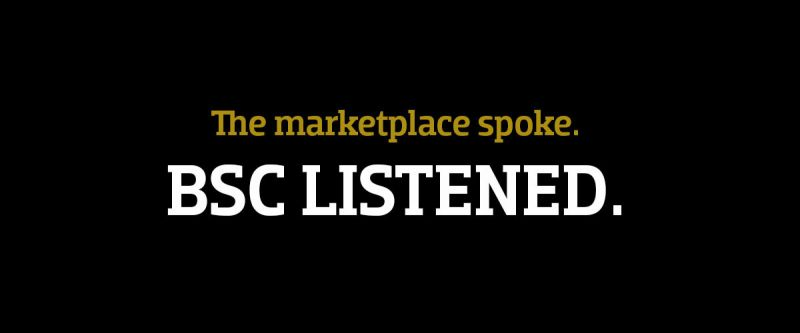 The marketplace spoke.
BSC LISTENED.